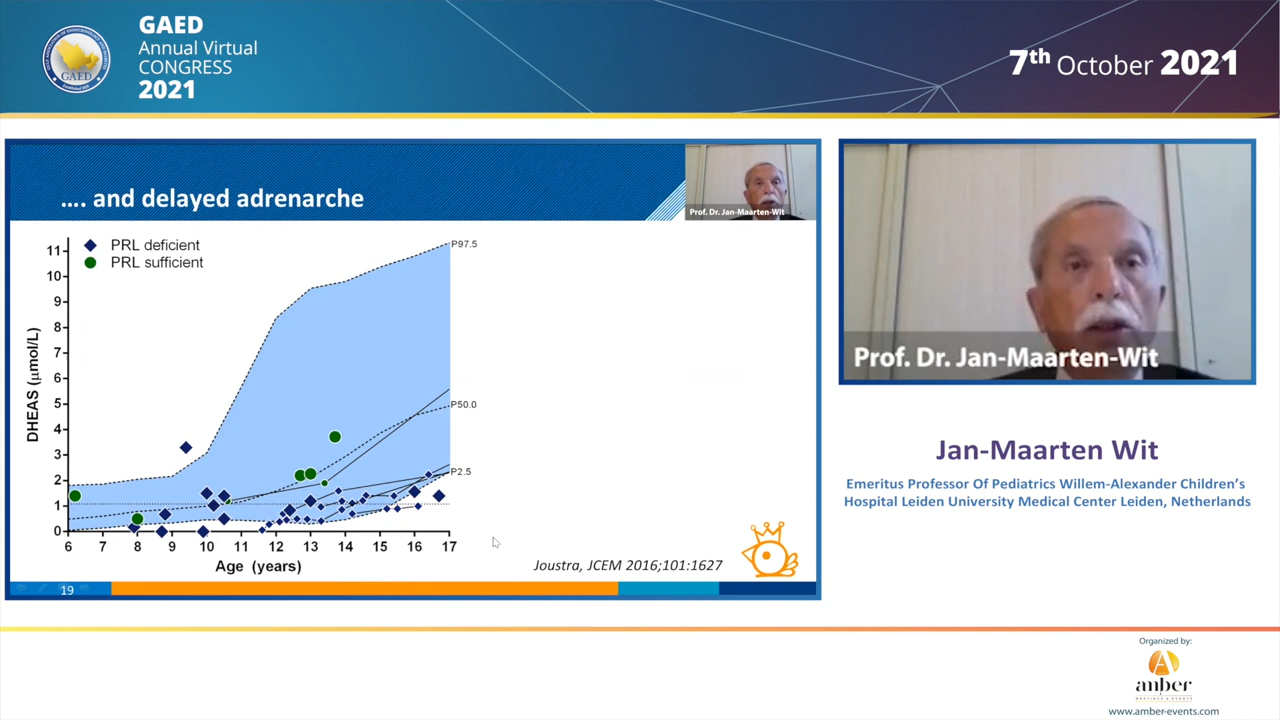 GAED
Annual Virtual
CONGRESS
2021
GAED
7th October 2021
.... and delayed adrenarche
Prof. Dr. Jan-Maarten-Wit
PRL deficient
PRL sufficient
DHEAS (μmol/L)
11
10
9
8
7
6
5
4
3
2
1
0
P97.5
P50.0
P2.5
6 7 8 9 10 11 12 13 14 15 16 17
Age (years)
Joustra, JCEM 2016;101:1627
19
Prof. Dr. Jan-Maarten-Wit
Jan-Maarten Wit
Emeritus Professor Of Pediatrics Willem-Alexander Children's
Hospital Leiden University Medical Center Leiden, Netherlands
Organized by:
A
anber
www.amber-events.com